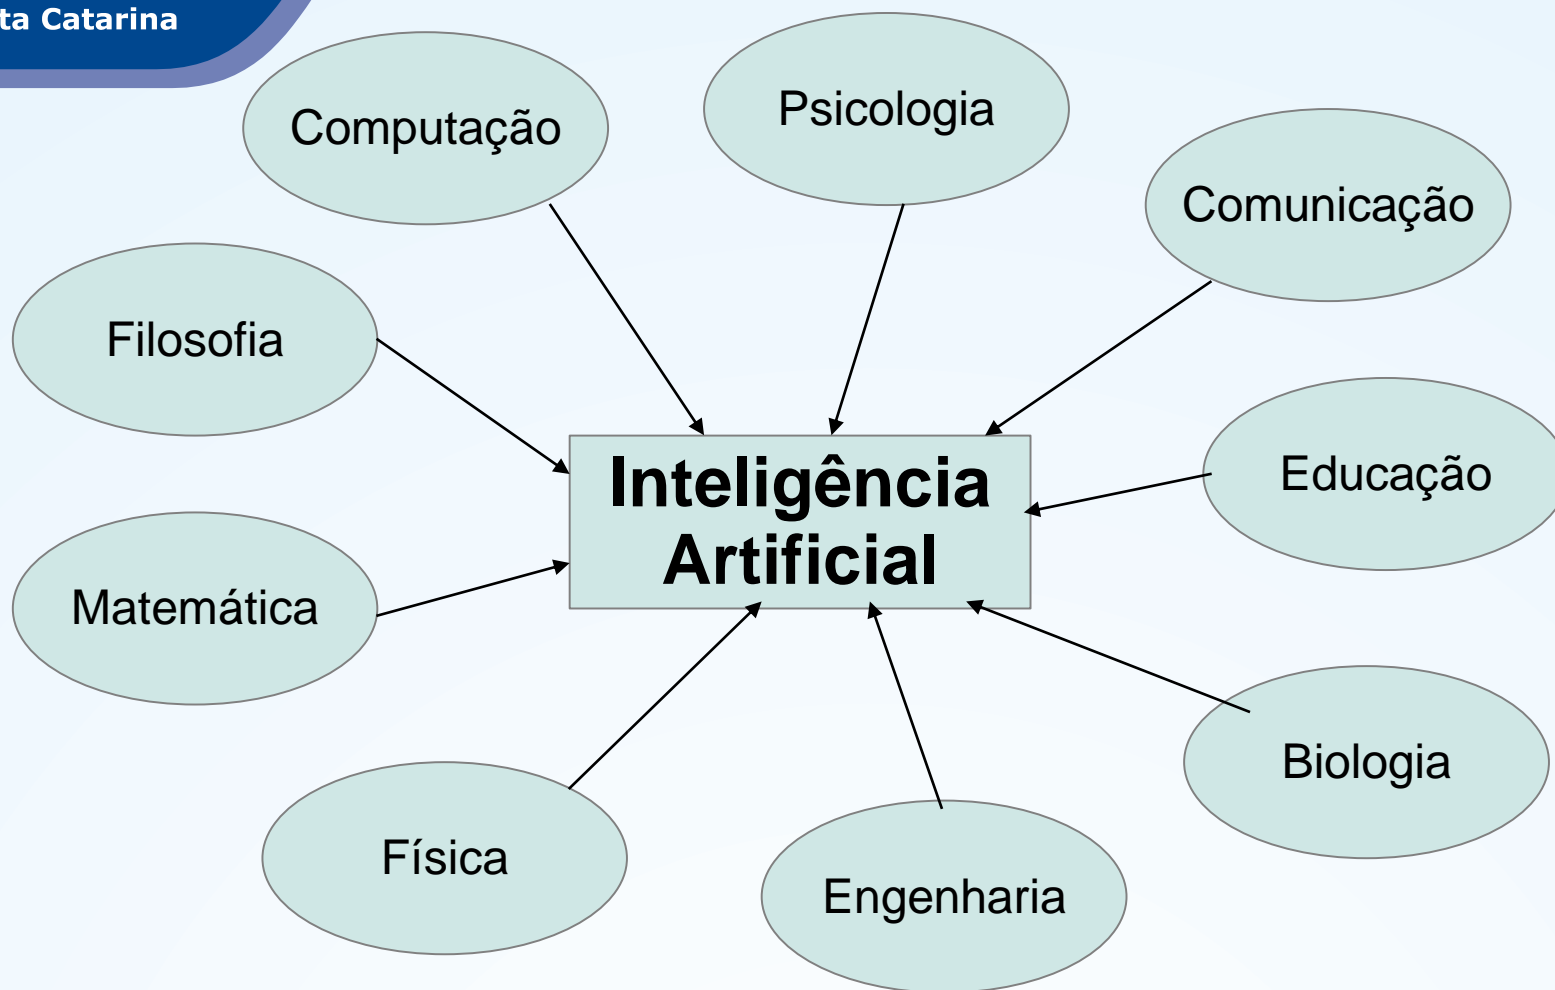 ta Catarina
Computação
Psicologia
Comunicação
Filosofia
Educação
Inteligência
Artificial
Matemática
Biologia
Física
Engenharia